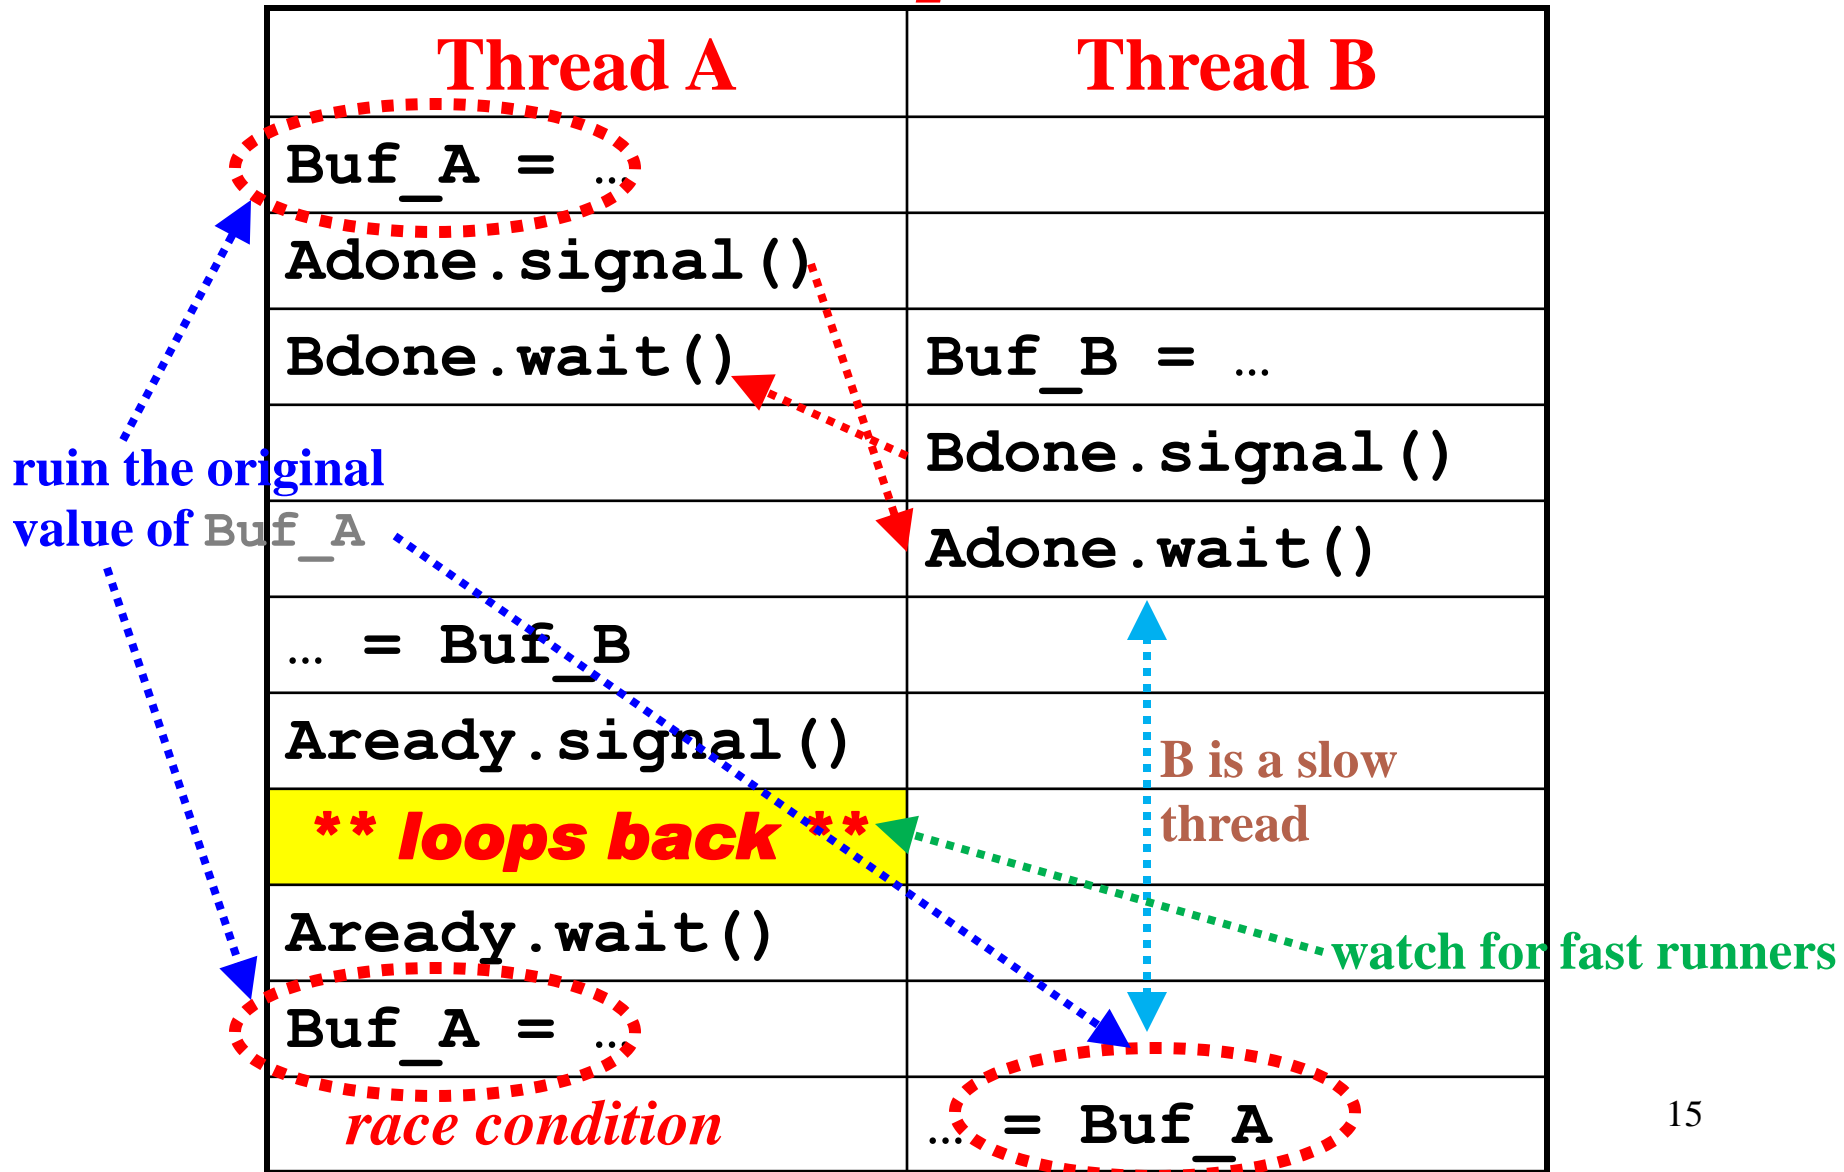 Thread A Thread B
Buf_A = …
Adone.signal()
Bdone.wait() Buf_B = …
Bdone.signal()
ruin the original
value of Buf_A
Adone.wait()
… = Buf_B
Aready.signal()
B is a slow
thread
** loops back **
Aready.wait()
watch for fast runners
Buf_A = …
race condition … = Buf_A
15